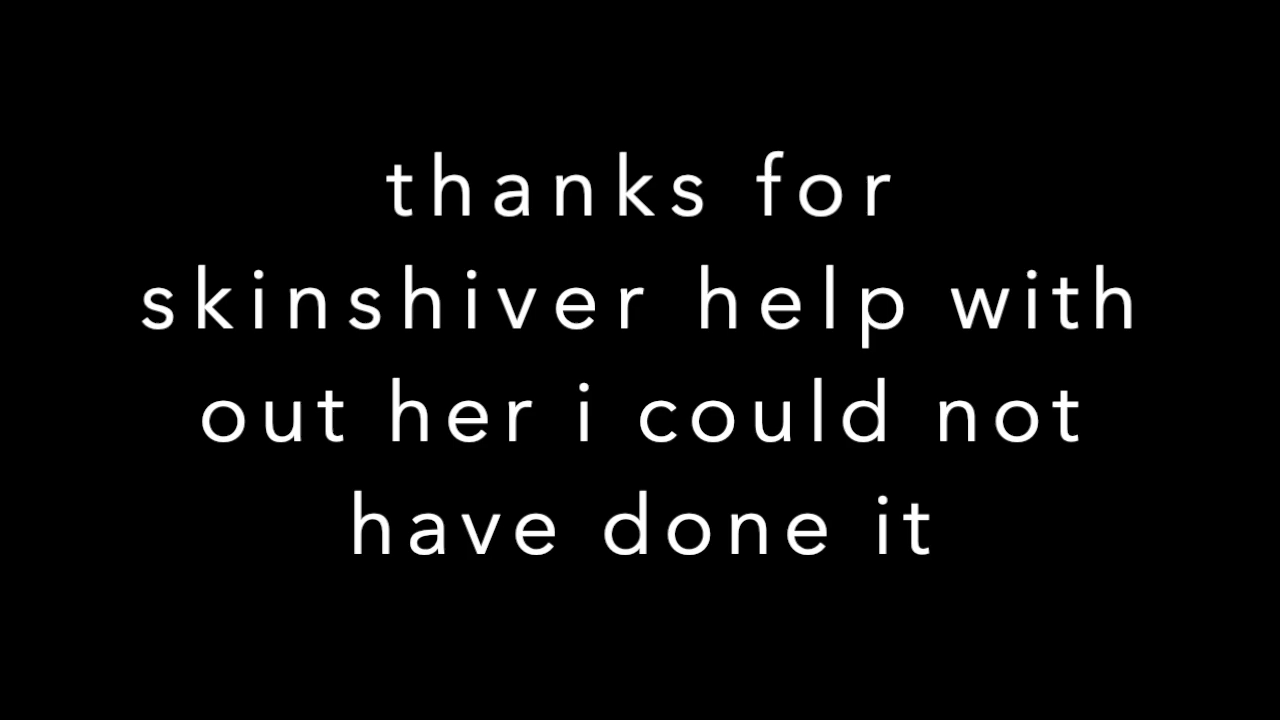 thanks for
skinshiver help with
out her i could not
have done it